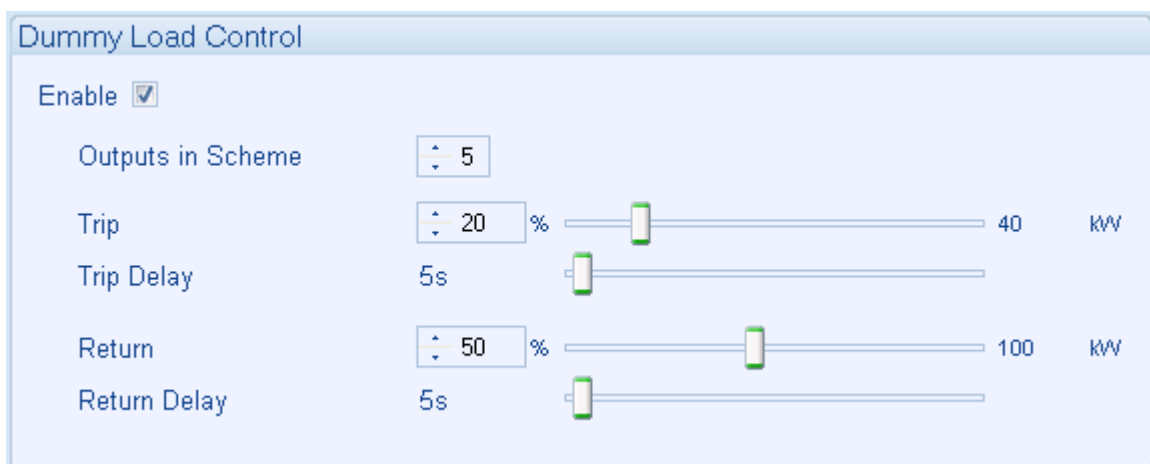 Dummy Load Control
Enable
Outputs in Scheme 5
Trip 20 % 40 kW
Trip Delay 5s
Return 50 % 100 kW
Return Delay 5s